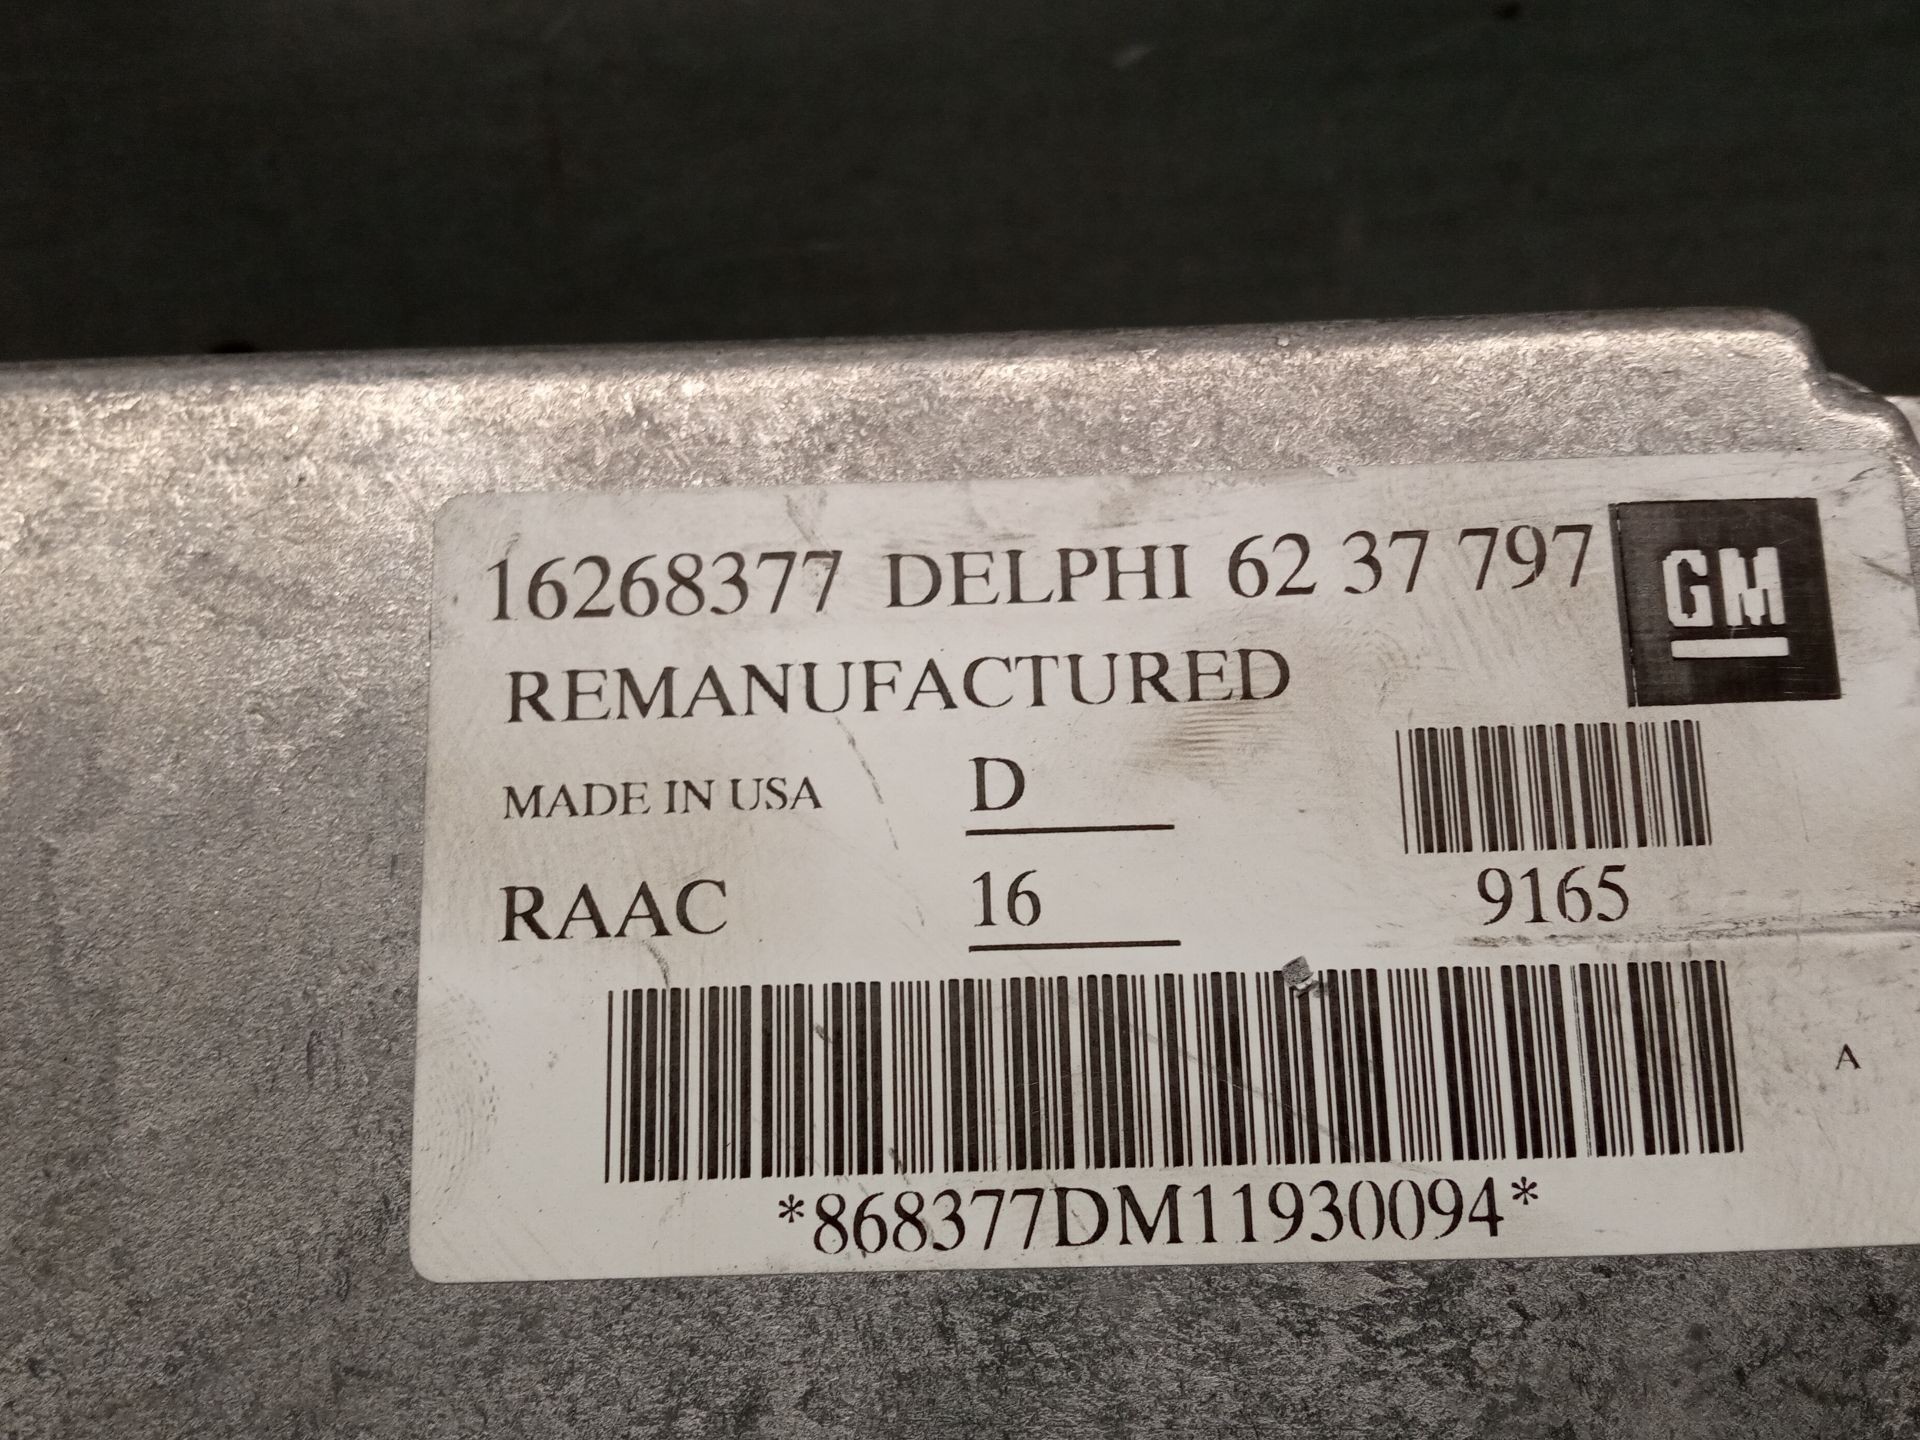 16268377 DELPHI 62 37 797
GM
REMANUFACTURED
MADE IN USA D
RAAC 16 9165
A
*868377DM11930094*